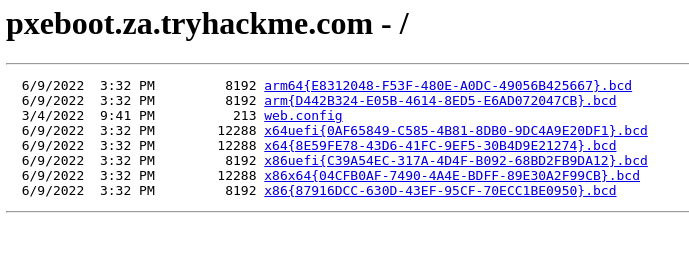 pxeboot.za.tryhackme.com - /
6/9/2022 3:32 PM 8192 arm64{E8312048-F53F-480E-A0DC-49056B425667}.bcd
6/9/2022 3:32 PM 8192 arm{D442B324-E05B-4614-8ED5-E6AD072047CB}.bcd
3/4/2022 9:41 PM 213 web.config
6/9/2022 3:32 PM 12288 x64uefi{0AF65849-C585-4B81-8DB0-9DC4A9E20DF1}.bcd
6/9/2022 3:32 PM 12288 x64{8E59FE78-43D6-41FC-9EF5-30B4D9E21274}.bcd
6/9/2022 3:32 PM 8192 x86uefi{C39A54EC-317A-4D4F-B092-68BD2FB9DA12}.bcd
6/9/2022 3:32 PM 12288 x86x64{04CFB0AF-7490-4A4E-BDFF-89E30A2F99CB}.bcd
6/9/2022 3:32 PM 8192 x86{87916DCC-630D-43EF-95CF-70ECC1BE0950}.bcd